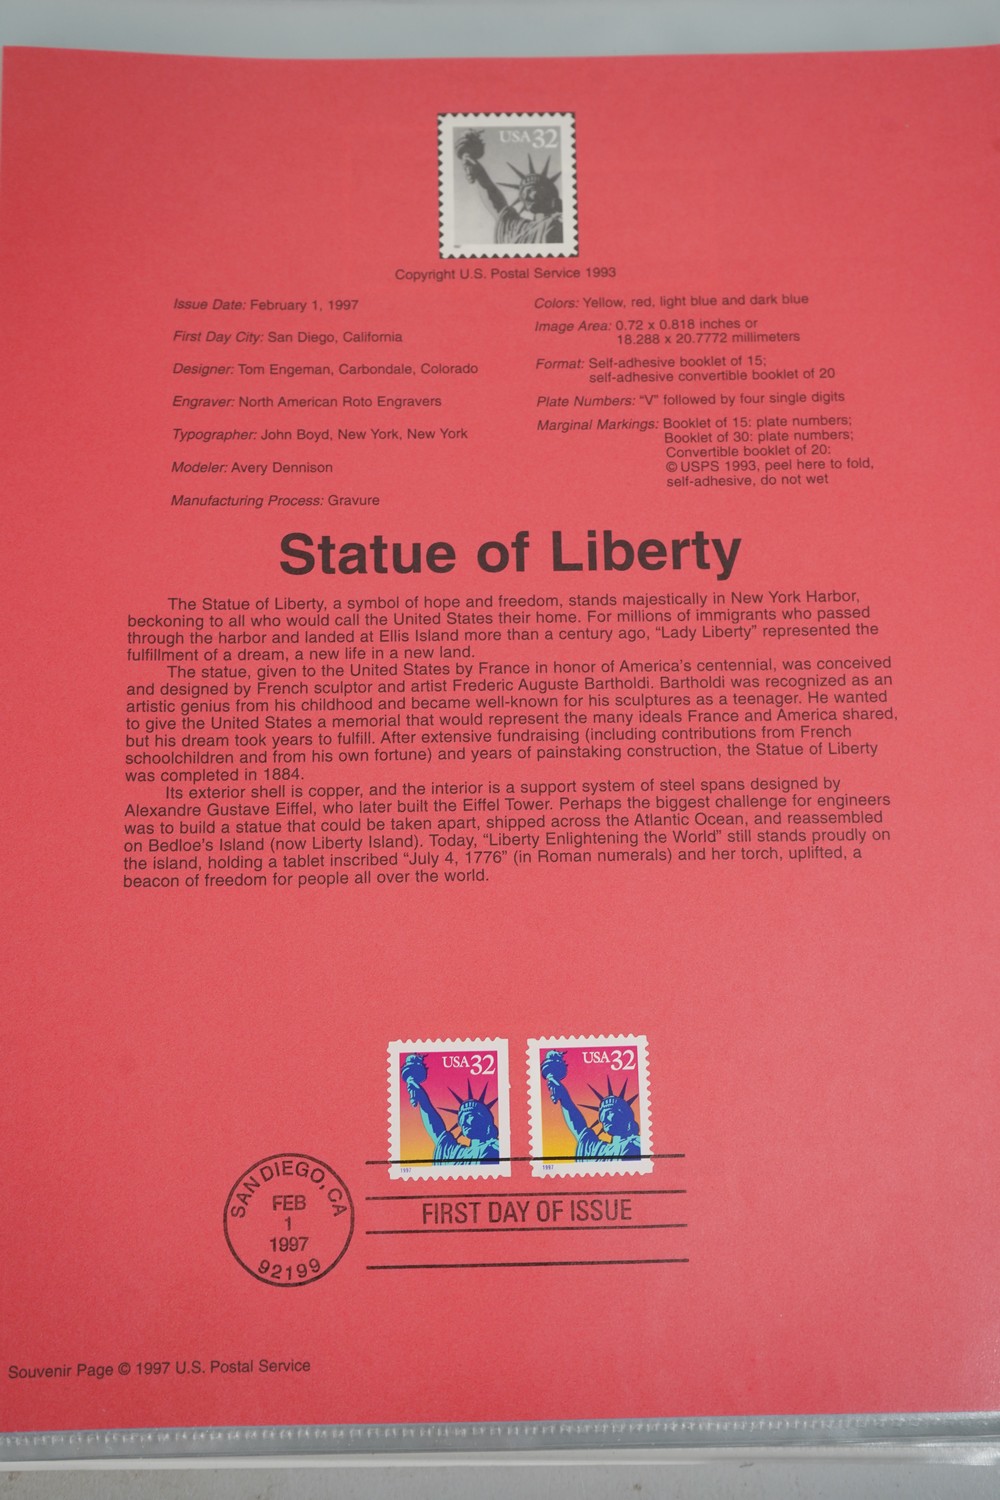 USA 32
Copyright U.S. Postal Service 1993
Issue Date: February 1, 1997
First Day City: San Diego, California
Designer: Tom Engeman, Carbondale, Colorado
Engraver: North American Roto Engravers
Typographer: John Boyd, New York, New York
Modeler: Avery Dennison
Manufacturing Process: Gravure
Colors: Yellow, red, light blue and dark blue
Image Area: 0.72 x 0.818 inches or
18.288 x 20.7772 millimeters
Format: Self-adhesive booklet of 15;
self-adhesive convertible booklet of 20
Plate Numbers: "V" followed by four single digits
Marginal Markings: Booklet of 15: plate numbers;
Booklet of 30: plate numbers;
Convertible booklet of 20:
© USPS 1993, peel here to fold,
self-adhesive, do not wet
Statue of Liberty
The Statue of Liberty, a symbol of hope and freedom, stands majestically in New York Harbor,
beckoning to all who would call the United States their home. For millions of immigrants who passed
through the harbor and landed at Ellis Island more than a century ago, "Lady Liberty" represented the
fulfillment of a dream, a new life in a new land.
The statue, given to the United States by France in honor of America's centennial, was conceived
and designed by French sculptor and artist Frederic Auguste Bartholdi. Bartholdi was recognized as an
artistic genius from his childhood and became well-known for his sculptures as a teenager. He wanted
to give the United States a memorial that would represent the many ideals France and America shared,
but his dream took years to fulfill. After extensive fundraising (including contributions from French
schoolchildren and from his own fortune) and years of painstaking construction, the Statue of Liberty
was completed in 1884.
Its exterior shell is copper, and the interior is a support system of steel spans designed by
Alexandre Gustave Eiffel, who later built the Eiffel Tower. Perhaps the biggest challenge for engineers
was to build a statue that could be taken apart, shipped across the Atlantic Ocean, and reassembled
on Bedloe's Island (now Liberty Island). Today, "Liberty Enlightening the World" still stands proudly on
the island, holding a tablet inscribed "July 4, 1776" (in Roman numerals) and her torch, uplifted, a
beacon of freedom for people all over the world.
USA 32
1997
USA 32
1997
SAN DIEGO, CA
FEB
1
1997
92199
FIRST DAY OF ISSUE
Souvenir Page © 1997 U.S. Postal Service